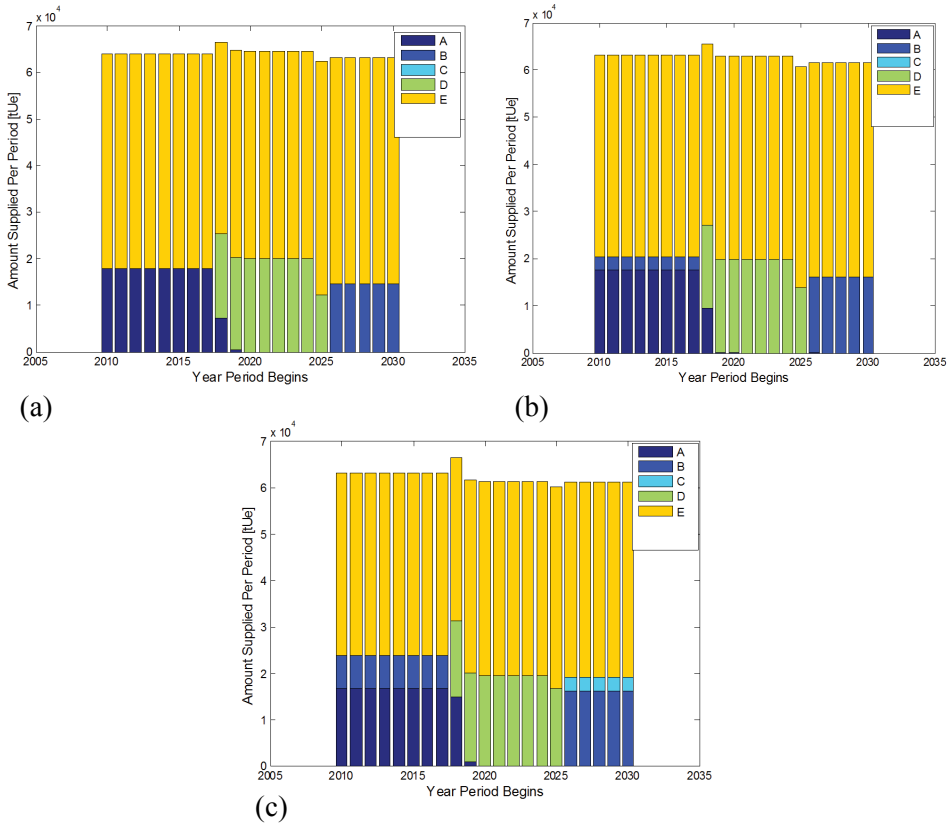 x 10^4
7
6
5
4
3
2
1
0
Amount Supplied Per Period [tUe]
A
B
C
D
E
2005 2010 2015 2020 2025 2030 2035
Year Period Begins
(a)
x 10^4
7
6
5
4
3
2
1
0
Amount Supplied Per Period [tUe]
A
B
C
D
E
2005 2010 2015 2020 2025 2030 2035
Year Period Begins
(b)
x 10^4
7
6
5
4
3
2
1
0
Amount Supplied Per Period [tUe]
A
B
C
D
E
2005 2010 2015 2020 2025 2030 2035
Year Period Begins
(c)